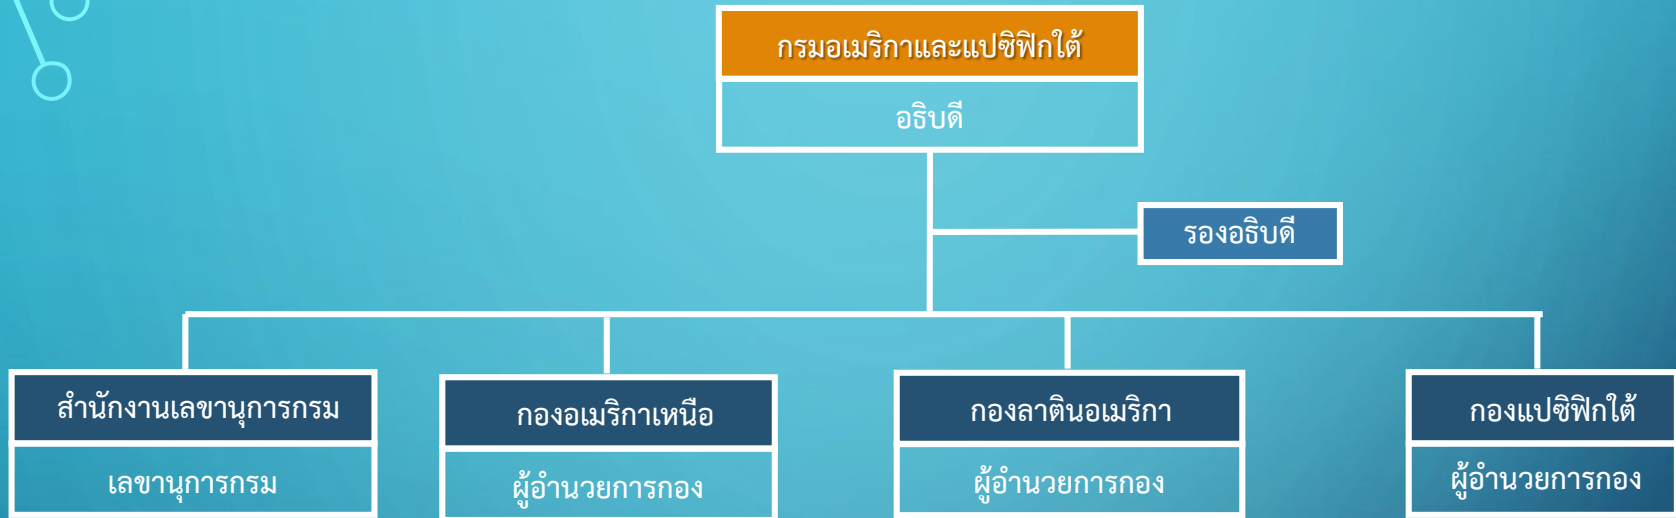 กรมอเมริกาและแปซิฟิกใต้
อธิบดี
รองอธิบดี
สำนักงานเลขานุการกรม
เลขานุการกรม
กองอเมริกาเหนือ
ผู้อำนวยการกอง
กองลาตินอเมริกา
ผู้อำนวยการกอง
กองแปซิฟิกใต้
ผู้อำนวยการกอง